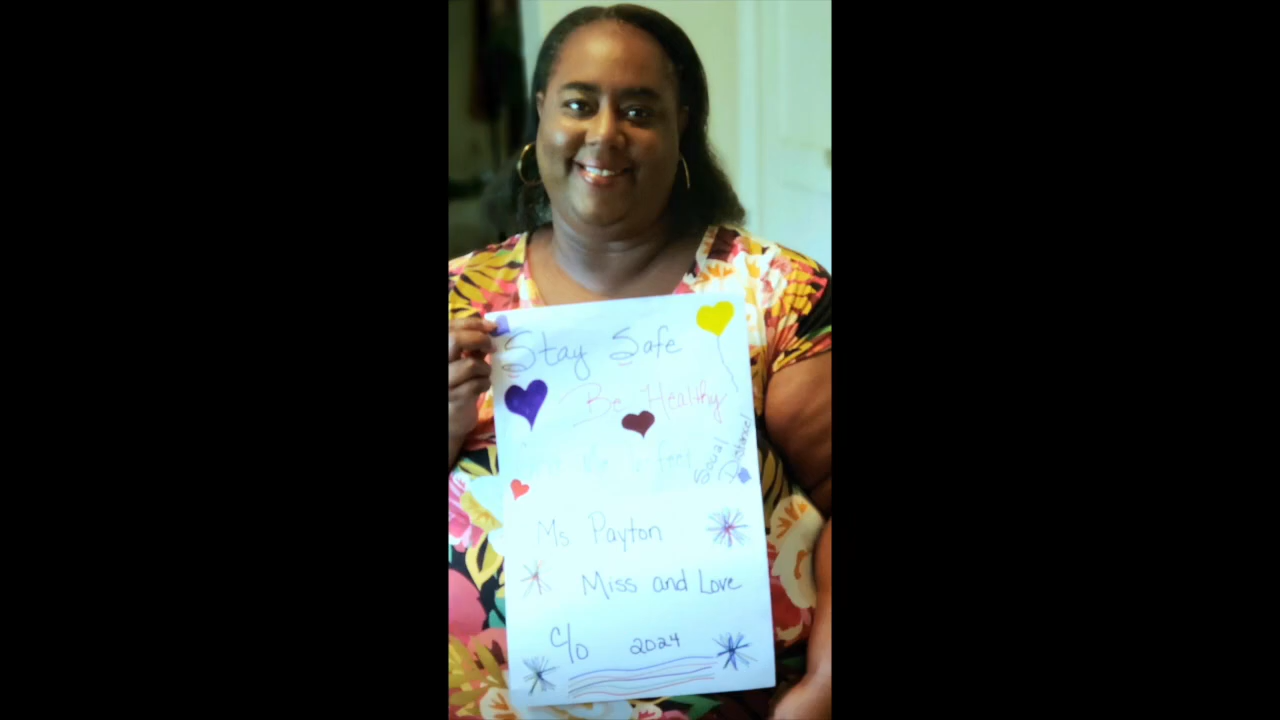 Stay Safe
Be Healthy
Social
Distance!
Ms Payton
Miss and Love
C/O 2024